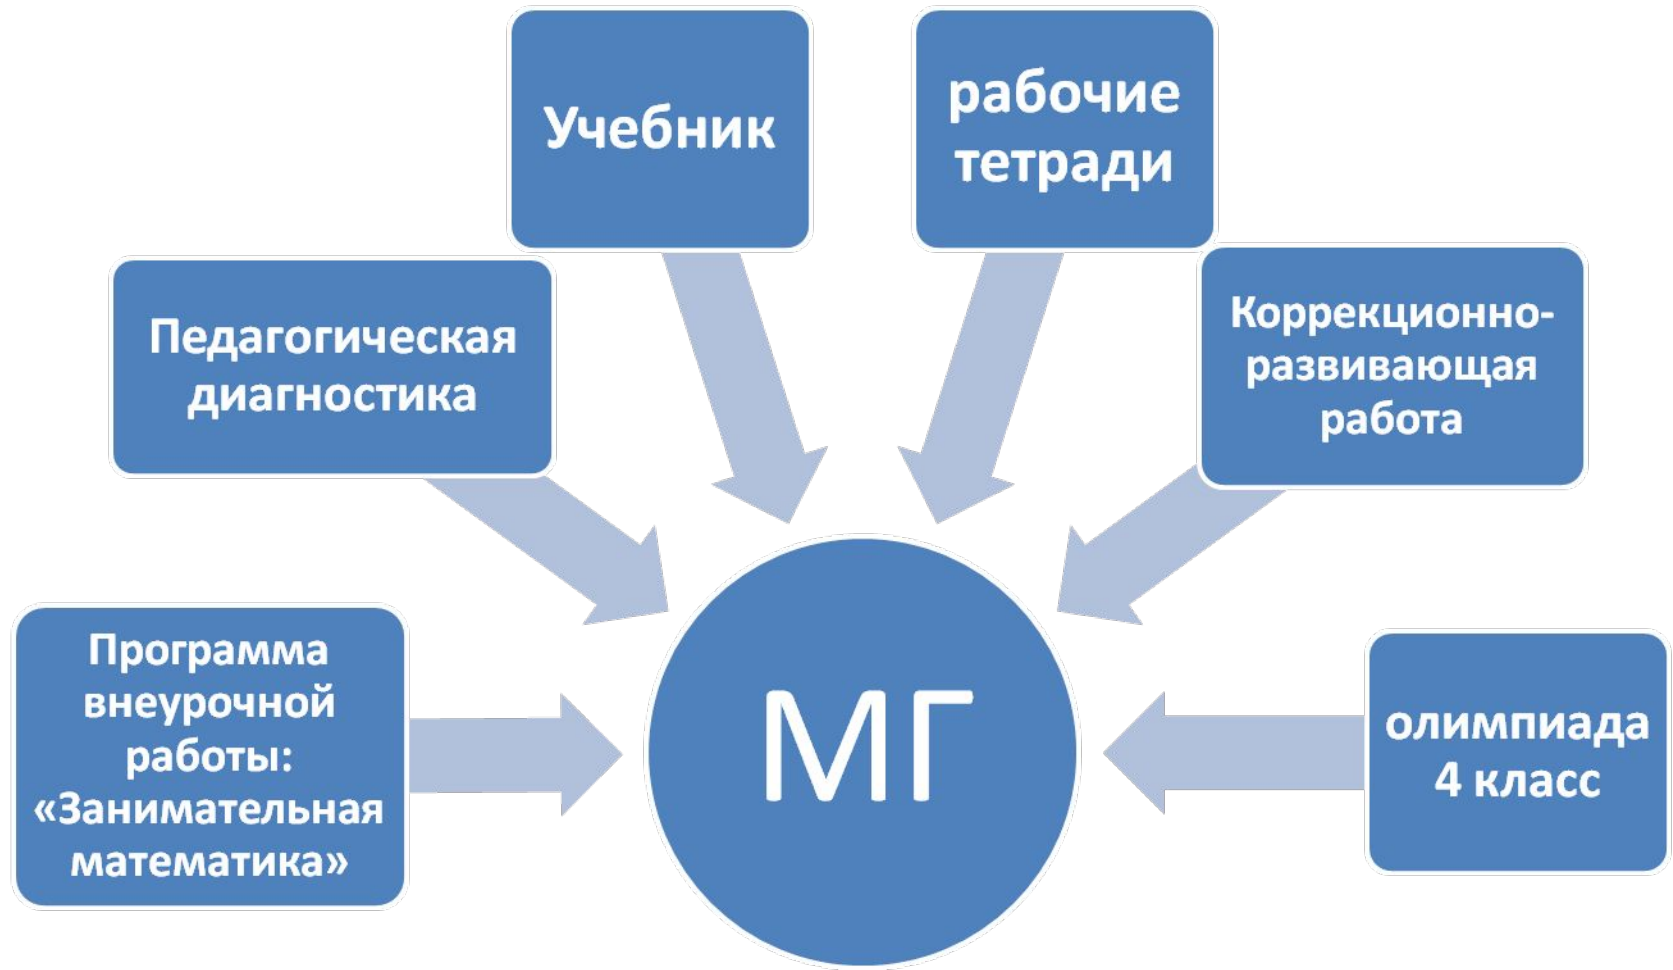 Учебник
рабочие
тетради
Педагогическая
диагностика
Коррекционно-
развивающая
работа
Программа
внеурочной
работы:
«Занимательная
математика»
МГ
олимпиада
4 класс